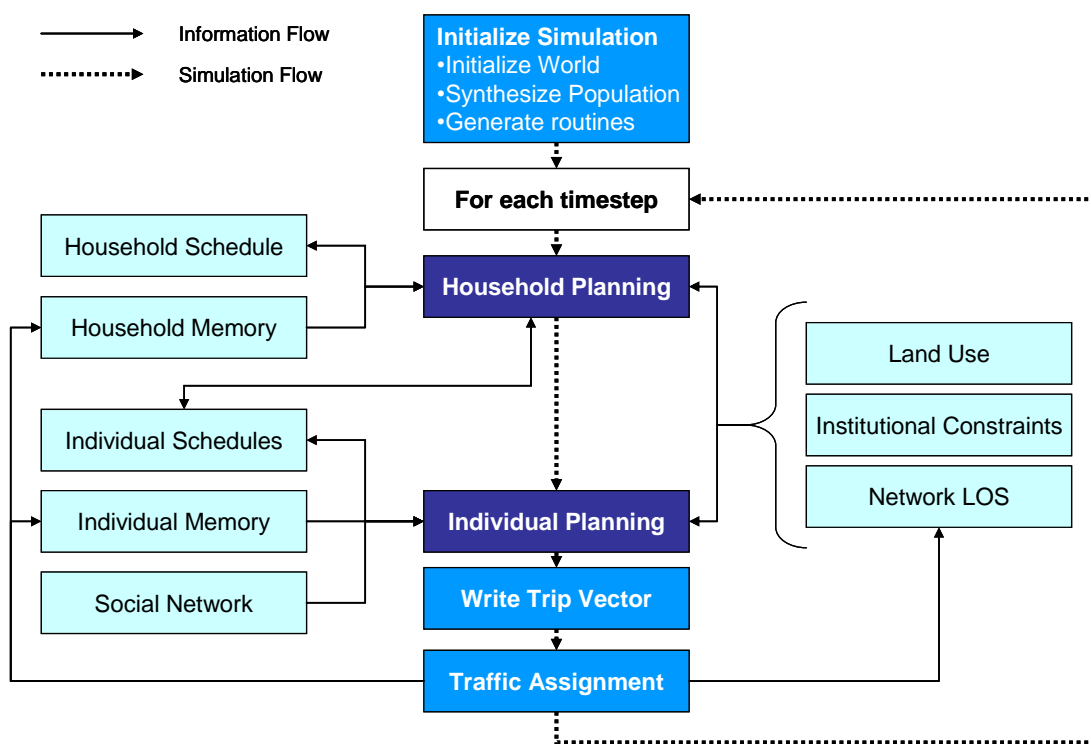 Information Flow
Simulation Flow
Initialize Simulation
•Initialize World
•Synthesize Population
•Generate routines
For each timestep
Household Schedule
Household Planning
Household Memory
Land Use
Individual Schedules
Institutional Constraints
Network LOS
Individual Memory
Individual Planning
Social Network
Write Trip Vector
Traffic Assignment